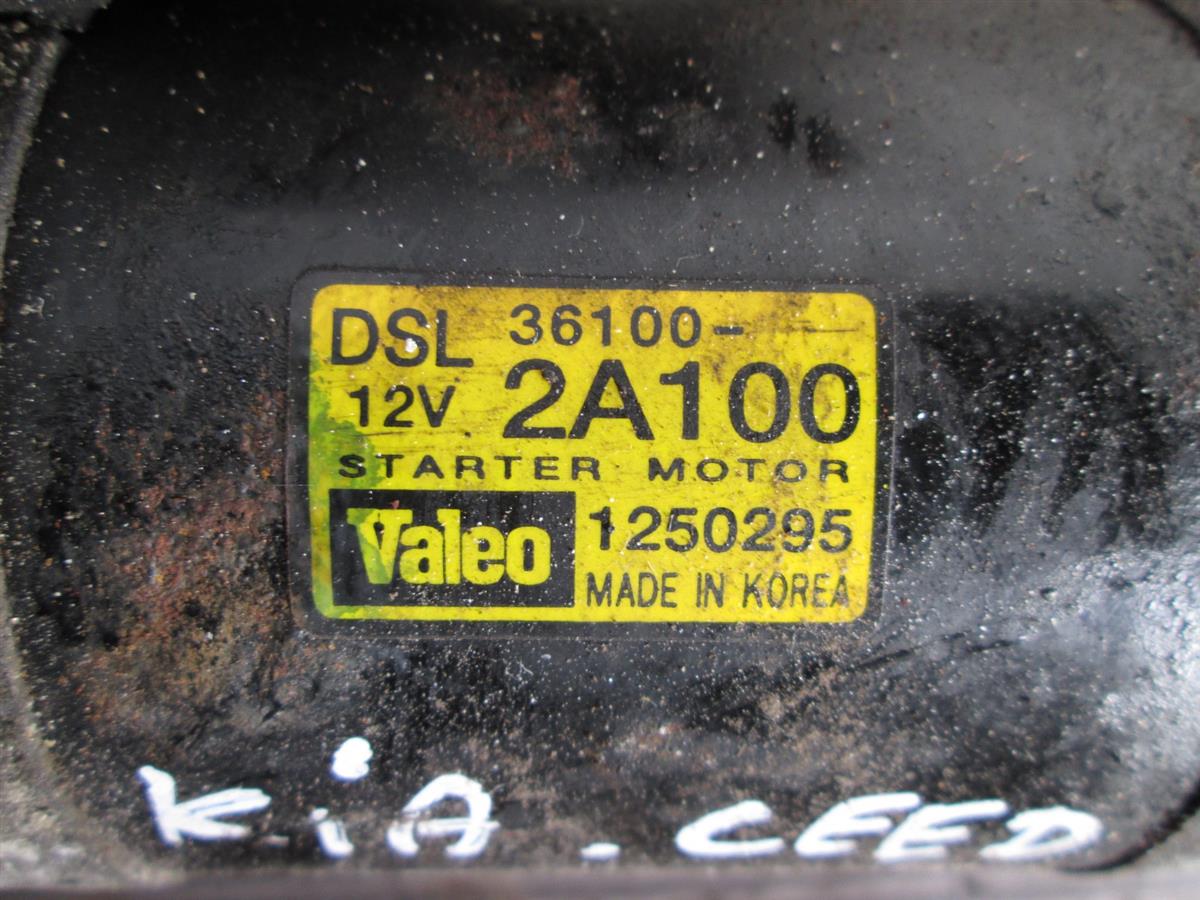 DSL 36100-
12V 2A100
STARTER MOTOR
Valeo 1250295
MADE IN KOREA
KiA. CEED